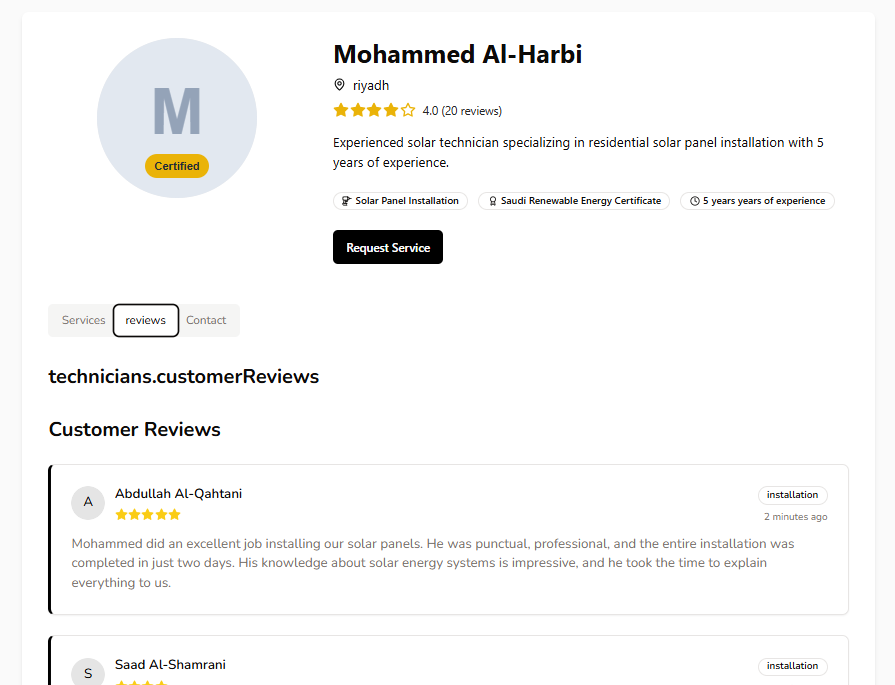 M
Certified
Mohammed Al-Harbi
riyadh
4.0 (20 reviews)
Experienced solar technician specializing in residential solar panel installation with 5
years of experience.
Solar Panel Installation
Saudi Renewable Energy Certificate
5 years years of experience
Request Service
Services
reviews
Contact
technicians.customerReviews
Customer Reviews
A
Abdullah Al-Qahtani
installation
2 minutes ago
Mohammed did an excellent job installing our solar panels. He was punctual, professional, and the entire installation was
completed in just two days. His knowledge about solar energy systems is impressive, and he took the time to explain
everything to us.
S
Saad Al-Shamrani
installation